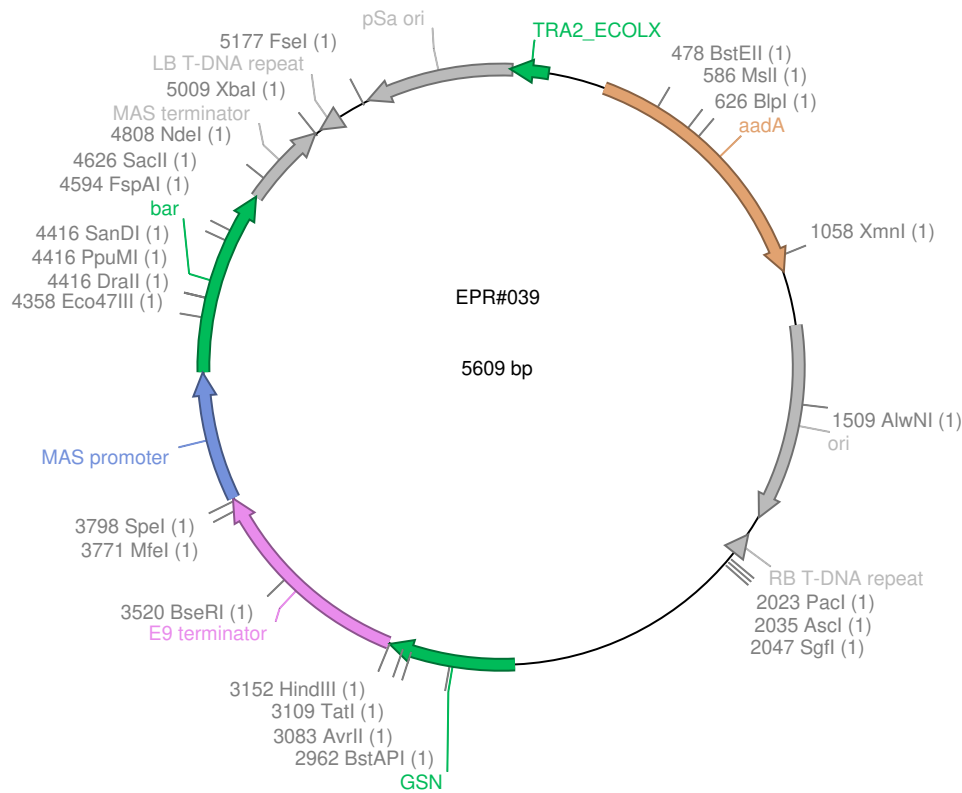 pSa ori
TRA2_ECOLX
5177 FseI (1)
LB T-DNA repeat
5009 XbaI (1)
MAS terminator
4808 NdeI (1)
4626 SacII (1)
4594 FspAI (1)
bar
4416 SanDI (1)
4416 PpuMI (1)
4416 DraII (1)
4358 Eco47III (1)
478 BstEII (1)
586 MslI (1)
626 BlpI (1)
aadA
1058 XmnI (1)
EPR#039
5609 bp
1509 AlwNI (1)
ori
MAS promoter
3798 SpeI (1)
3771 MfeI (1)
3520 BseRI (1)
E9 terminator
RB T-DNA repeat
2023 PacI (1)
2035 AscI (1)
2047 SgfI (1)
3152 HindIII (1)
3109 TatI (1)
3083 AvrII (1)
2962 BstAPI (1)
GSN